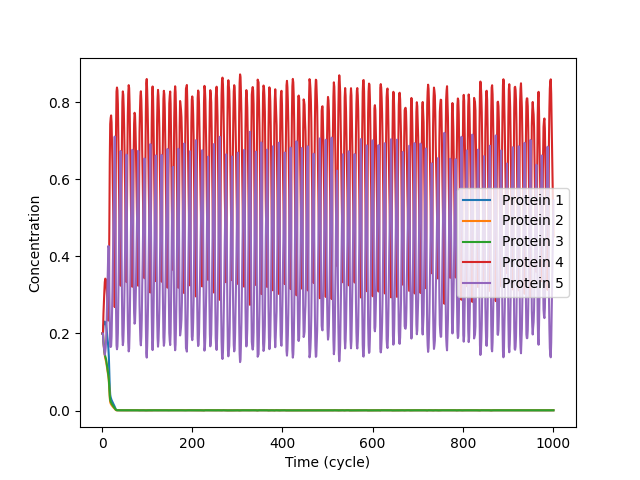 0.8
0.6
0.4
0.2
0.0
Concentration
0
200
400
600
800
1000
Time (cycle)
Protein 1
Protein 2
Protein 3
Protein 4
Protein 5